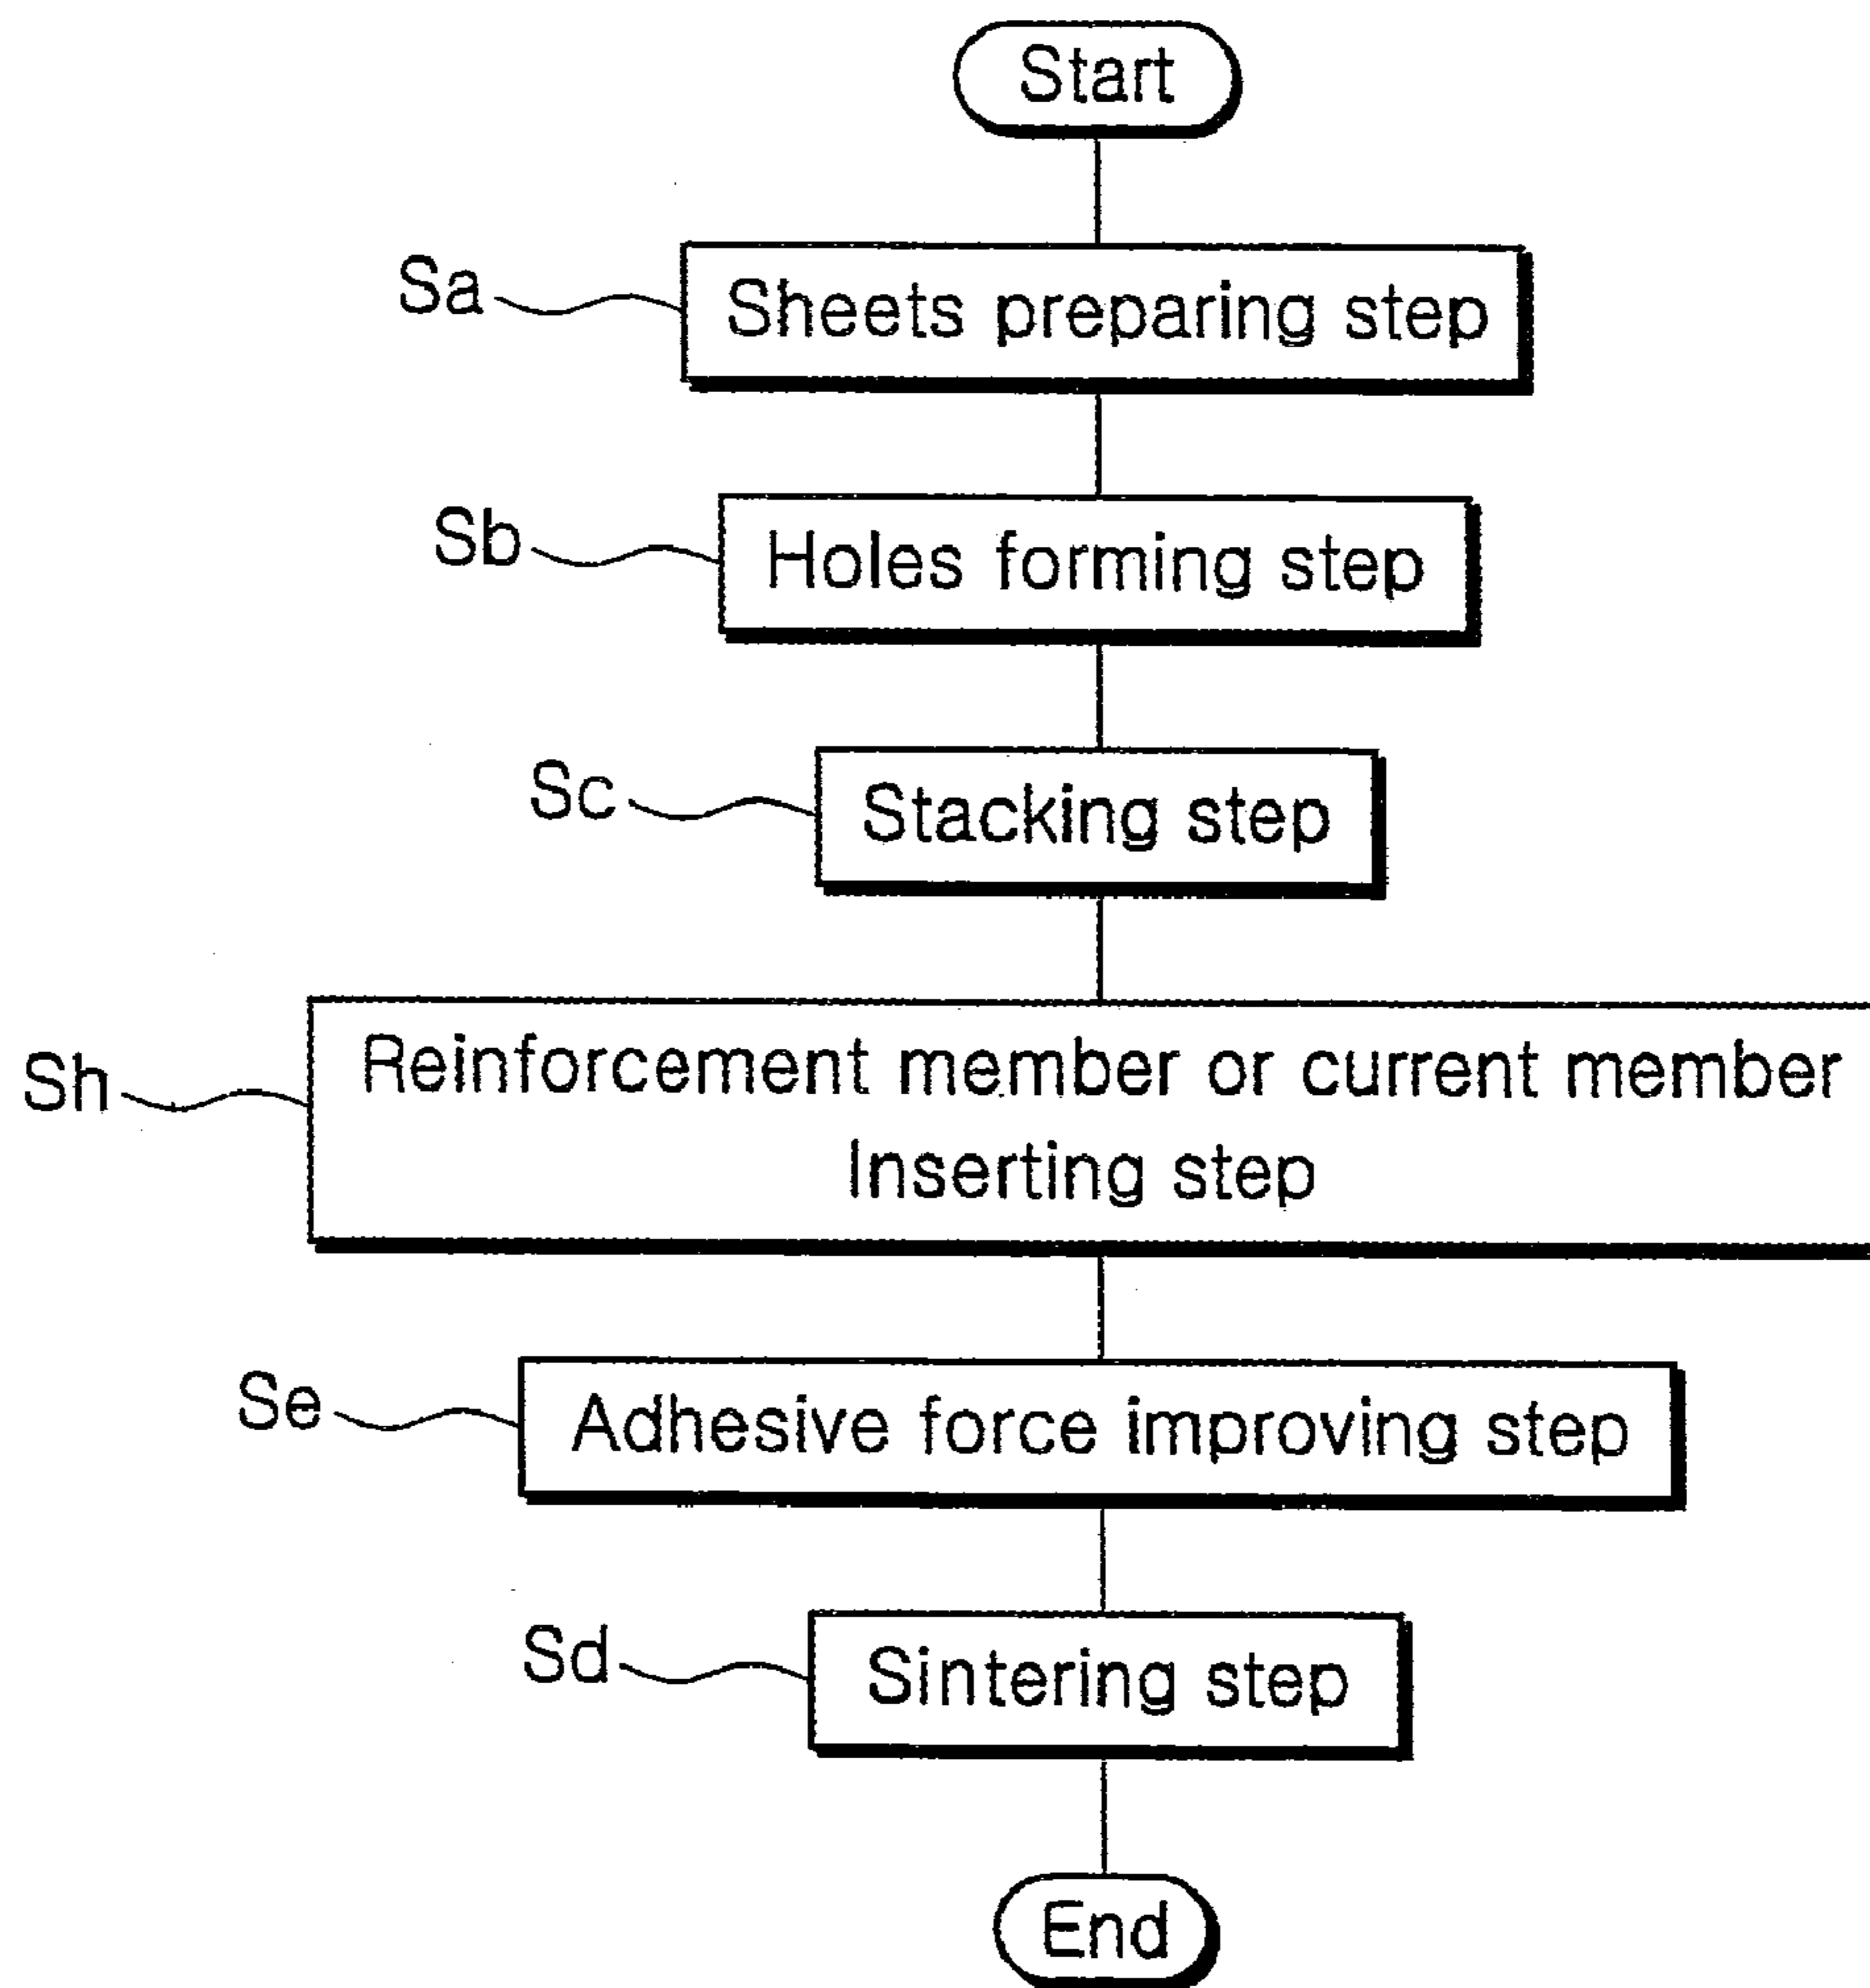 Start
Sa
Sheets preparing step
Sb
Holes forming step
Sc
Stacking step
Sh
Reinforcement member or current member
Inserting step
Se
Adhesive force improving step
Sd
Sintering step
End